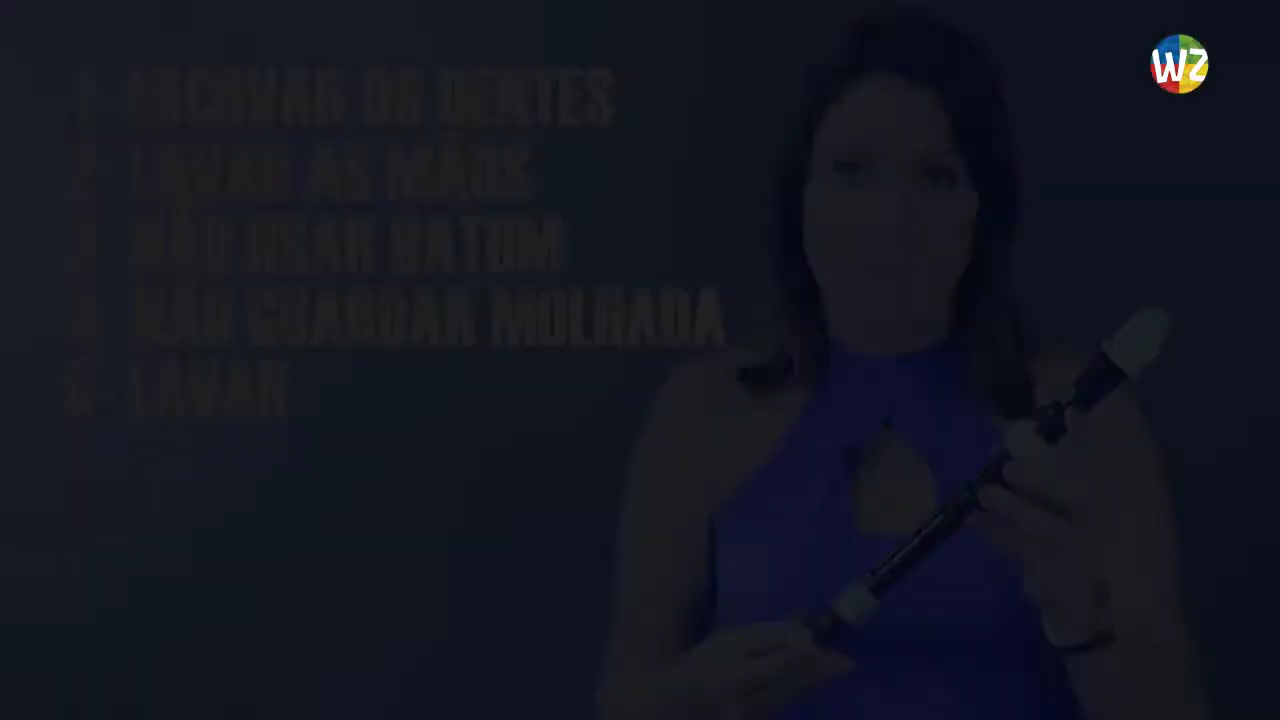 WZ
1- ESCOVAR OS DENTES
2- LAVAR AS MÃOS
3- NÃO USAR BATOM
4- NÃO GUARDAR MOLHADA
5- LAVAR